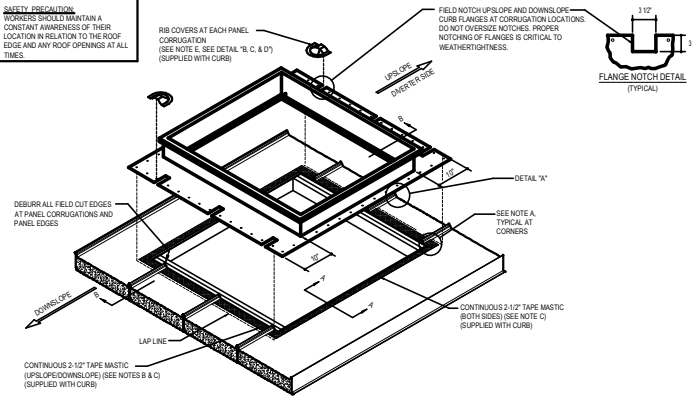 SAFETY PRECAUTION:
WORKERS SHOULD MAINTAIN A
CONSTANT AWARENESS OF THEIR
LOCATION IN RELATION TO THE ROOF
EDGE AND ANY ROOF OPENINGS AT ALL
TIMES.
RIB COVERS AT EACH PANEL
CORRUGATION
(SEE NOTE E, SEE DETAIL "B, C, & D")
(SUPPLIED WITH CURB)
FIELD NOTCH UPSLOPE AND DOWNSLOPE
CURB FLANGES AT CORRUGATION LOCATIONS.
DO NOT OVERSIZE NOTCHES. PROPER
NOTCHING OF FLANGES IS CRITICAL TO
WEATHERTIGHTNESS.
3 1/2"
3
FLANGE NOTCH DETAIL
(TYPICAL)
UPSLOPE
DIVERTER SIDE
B
10"
DETAIL "A"
DEBURR ALL FIELD CUT EDGES
AT PANEL CORRUGATIONS AND
PANEL EDGES
SEE NOTE A,
TYPICAL AT
CORNERS
10"
A
A
DOWNSLOPE
B
CONTINUOUS 2-1/2" TAPE MASTIC
(BOTH SIDES) (SEE NOTE C)
(SUPPLIED WITH CURB)
LAP LINE
CONTINUOUS 2-1/2" TAPE MASTIC
(UPSLOPE/DOWNSLOPE) (SEE NOTES B & C)
(SUPPLIED WITH CURB)